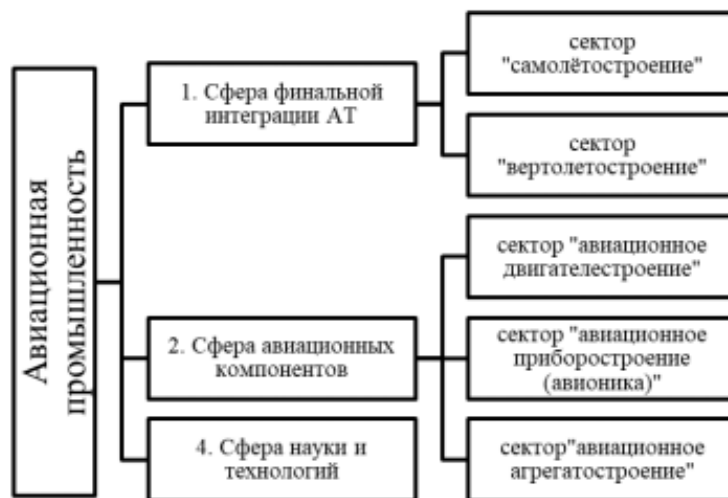 Авиационная
промышленность
1. Сфера финальной
интеграции АТ
сектор
"самолётостроение"
сектор
"вертолетостроение"
2. Сфера авиационных
компонентов
сектор "авиационное
двигателестроение"
сектор "авиационное
приборостроение
(авионика)"
сектор"авиационное
агрегатостроение"
4. Сфера науки и
технологий